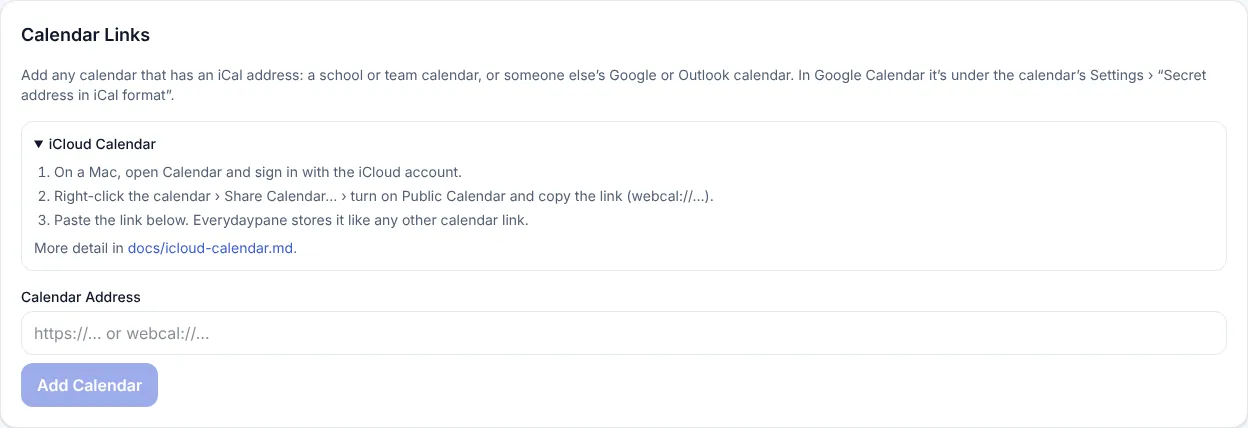 Calendar Links
Add any calendar that has an iCal address: a school or team calendar, or someone else’s Google or Outlook calendar. In Google Calendar it’s under the calendar’s Settings › “Secret
address in iCal format”.
▼ iCloud Calendar
1. On a Mac, open Calendar and sign in with the iCloud account.
2. Right-click the calendar › Share Calendar… › turn on Public Calendar and copy the link (webcal://…).
3. Paste the link below. Everydaypane stores it like any other calendar link.
More detail in docs/icloud-calendar.md.
Calendar Address
https://… or webcal://…
Add Calendar